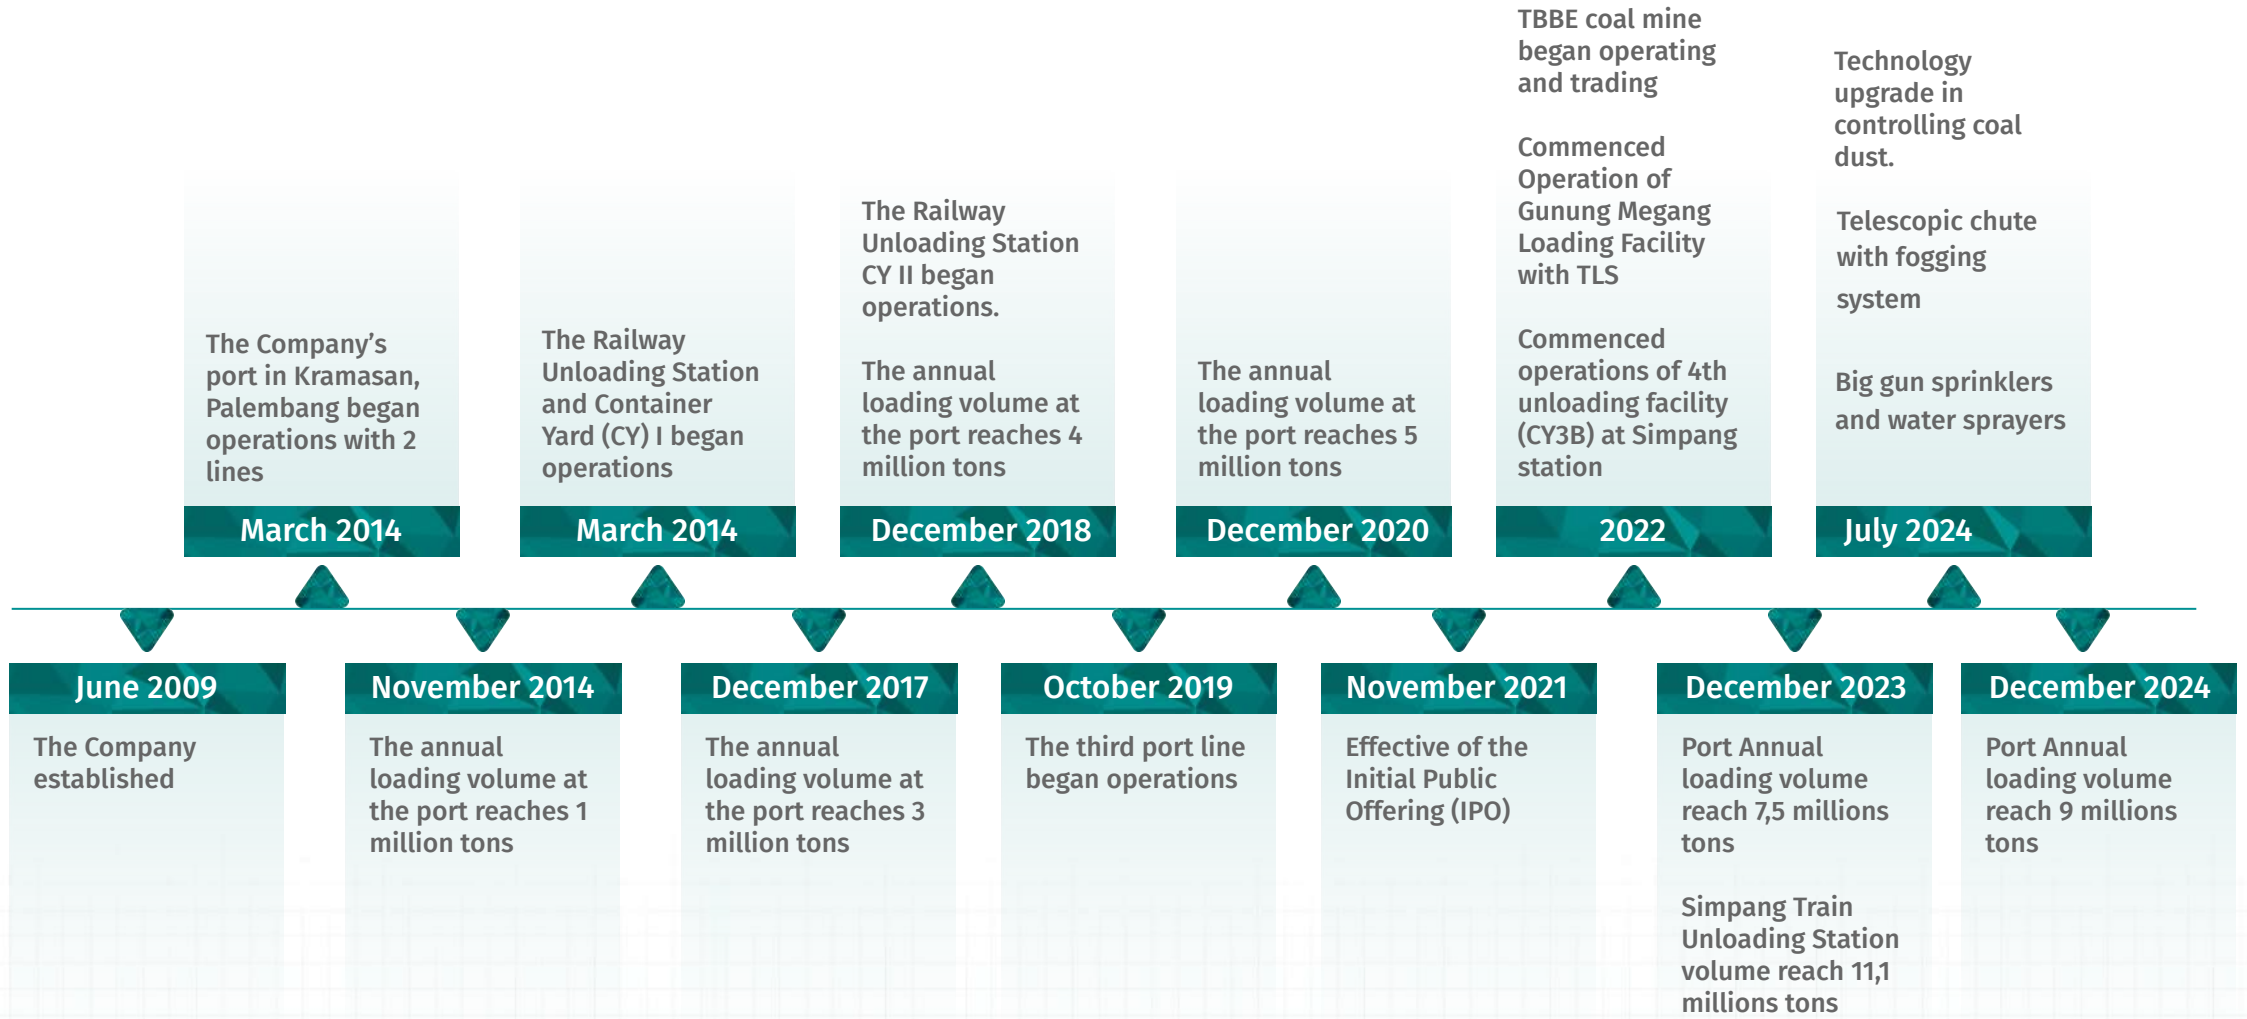 The Company's
port in Kramasan,
Palembang began
operations with 2
lines
March 2014
The Railway
Unloading Station
and Container
Yard (CY) I began
operations
March 2014
The Railway
Unloading Station
CY II began
operations.
The annual
loading volume at
the port reaches 4
million tons
December 2018
The annual
loading volume at
the port reaches 5
million tons
December 2020
TBBE coal mine
began operating
and trading
Commenced
Operation of
Gunung Megang
Loading Facility
with TLS
Commenced
operations of 4th
unloading facility
(CY3B) at Simpang
station
2022
Technology
upgrade in
controlling coal
dust.
Telescopic chute
with fogging
system
Big gun sprinklers
and water sprayers
July 2024
June 2009
The Company
established
November 2014
The annual
loading volume at
the port reaches 1
million tons
December 2017
The annual
loading volume at
the port reaches 3
million tons
October 2019
The third port line
began operations
November 2021
Effective of the
Initial Public
Offering (IPO)
December 2023
Port Annual
loading volume
reach 7,5 millions
tons
Simpang Train
Unloading Station
volume reach 11,1
millions tons
December 2024
Port Annual
loading volume
reach 9 millions
tons